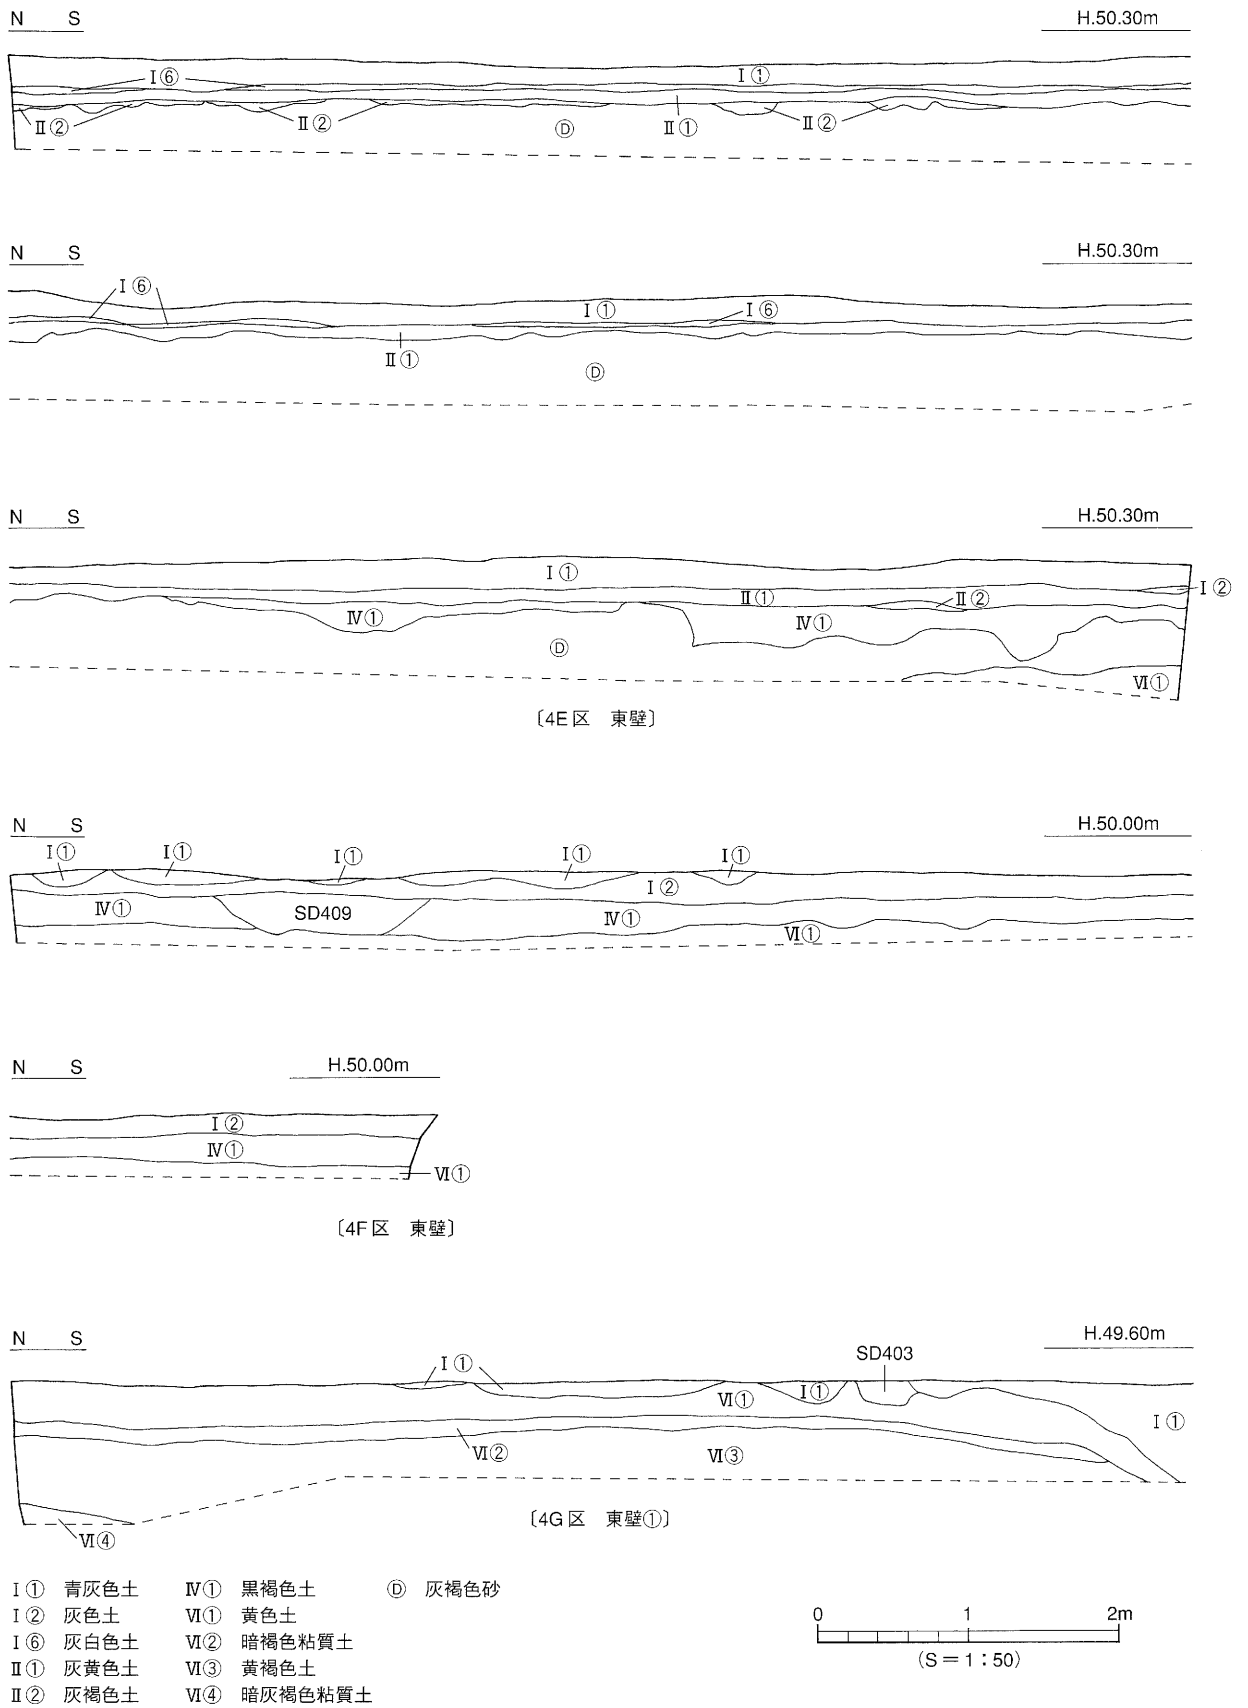 N S H.50.30m
Ⅰ⑥ Ⅰ①
Ⅱ② Ⅱ② Ⓓ Ⅱ① Ⅱ②
N S H.50.30m
Ⅰ⑥ Ⅰ① Ⅰ⑥
Ⅱ① Ⓓ
N S H.50.30m
Ⅰ① Ⅰ②
Ⅱ① Ⅱ②
Ⅳ① Ⅳ①
Ⓓ
Ⅵ①
〔4E区 東壁〕
N S H.50.00m
Ⅰ① Ⅰ① Ⅰ① Ⅰ① Ⅰ①
Ⅰ②
Ⅳ① SD409 Ⅳ① Ⅵ①
N S H.50.00m
Ⅰ②
Ⅳ①
Ⅵ①
〔4F区 東壁〕
N S H.49.60m
Ⅰ① SD403
Ⅵ① Ⅰ① Ⅰ①
Ⅵ② Ⅵ③
Ⅵ④
〔4G区 東壁①〕
Ⅰ① 青灰色土 Ⅳ① 黒褐色土 Ⓓ 灰褐色砂
Ⅰ② 灰色土 Ⅵ① 黄色土
Ⅰ⑥ 灰白色土 Ⅵ② 暗褐色粘質土
Ⅱ① 灰黄色土 Ⅵ③ 黄褐色土
Ⅱ② 灰褐色土 Ⅵ④ 暗灰褐色粘質土
0 1 2m
(S＝1：50)